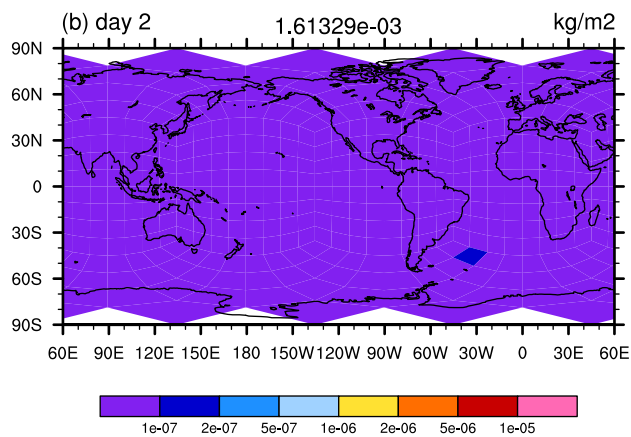 (b) day 2 1.61329e-03 kg/m2
90N
60N
30N
0
30S
60S
90S
60E 90E 120E 150E 180 150W 120W 90W 60W 30W 0 30E 60E
1e-07 2e-07 5e-07 1e-06 2e-06 5e-06 1e-05